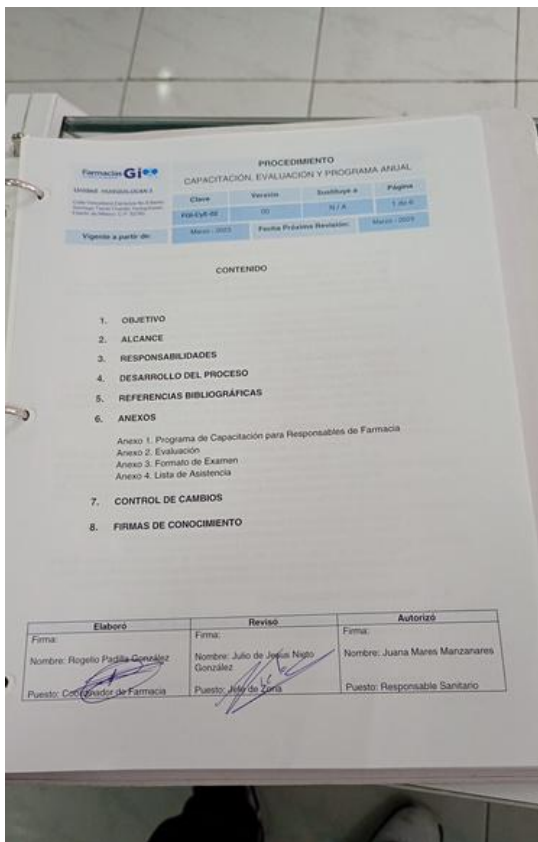 Farmacias Gi
PROCEDIMIENTO
CAPACITACIÓN, EVALUACIÓN Y PROGRAMA ANUAL
Unidad HUIXQUILUCAN
Clave Versión Sustituye a Página
00 N / A 1 de 6
Vigente a partir de: Marzo - 2023 Fecha Próxima Revisión: Marzo - 2025
CONTENIDO
1. OBJETIVO
2. ALCANCE
3. RESPONSABILIDADES
4. DESARROLLO DEL PROCESO
5. REFERENCIAS BIBLIOGRÁFICAS
6. ANEXOS
Anexo 1. Programa de Capacitación para Responsables de Farmacia
Anexo 2. Evaluación
Anexo 3. Formato de Examen
Anexo 4. Lista de Asistencia
7. CONTROL DE CAMBIOS
8. FIRMAS DE CONOCIMIENTO
Elaboró Revisó Autorizó
Firma: Firma: Firma:
Nombre: Rogelio Padilla González Nombre: Julio de Jesús Nieto Nombre: Juana Mares Manzanares
González
Puesto: Coordinador de Farmacia Puesto: Jefe de Zona Puesto: Responsable Sanitario